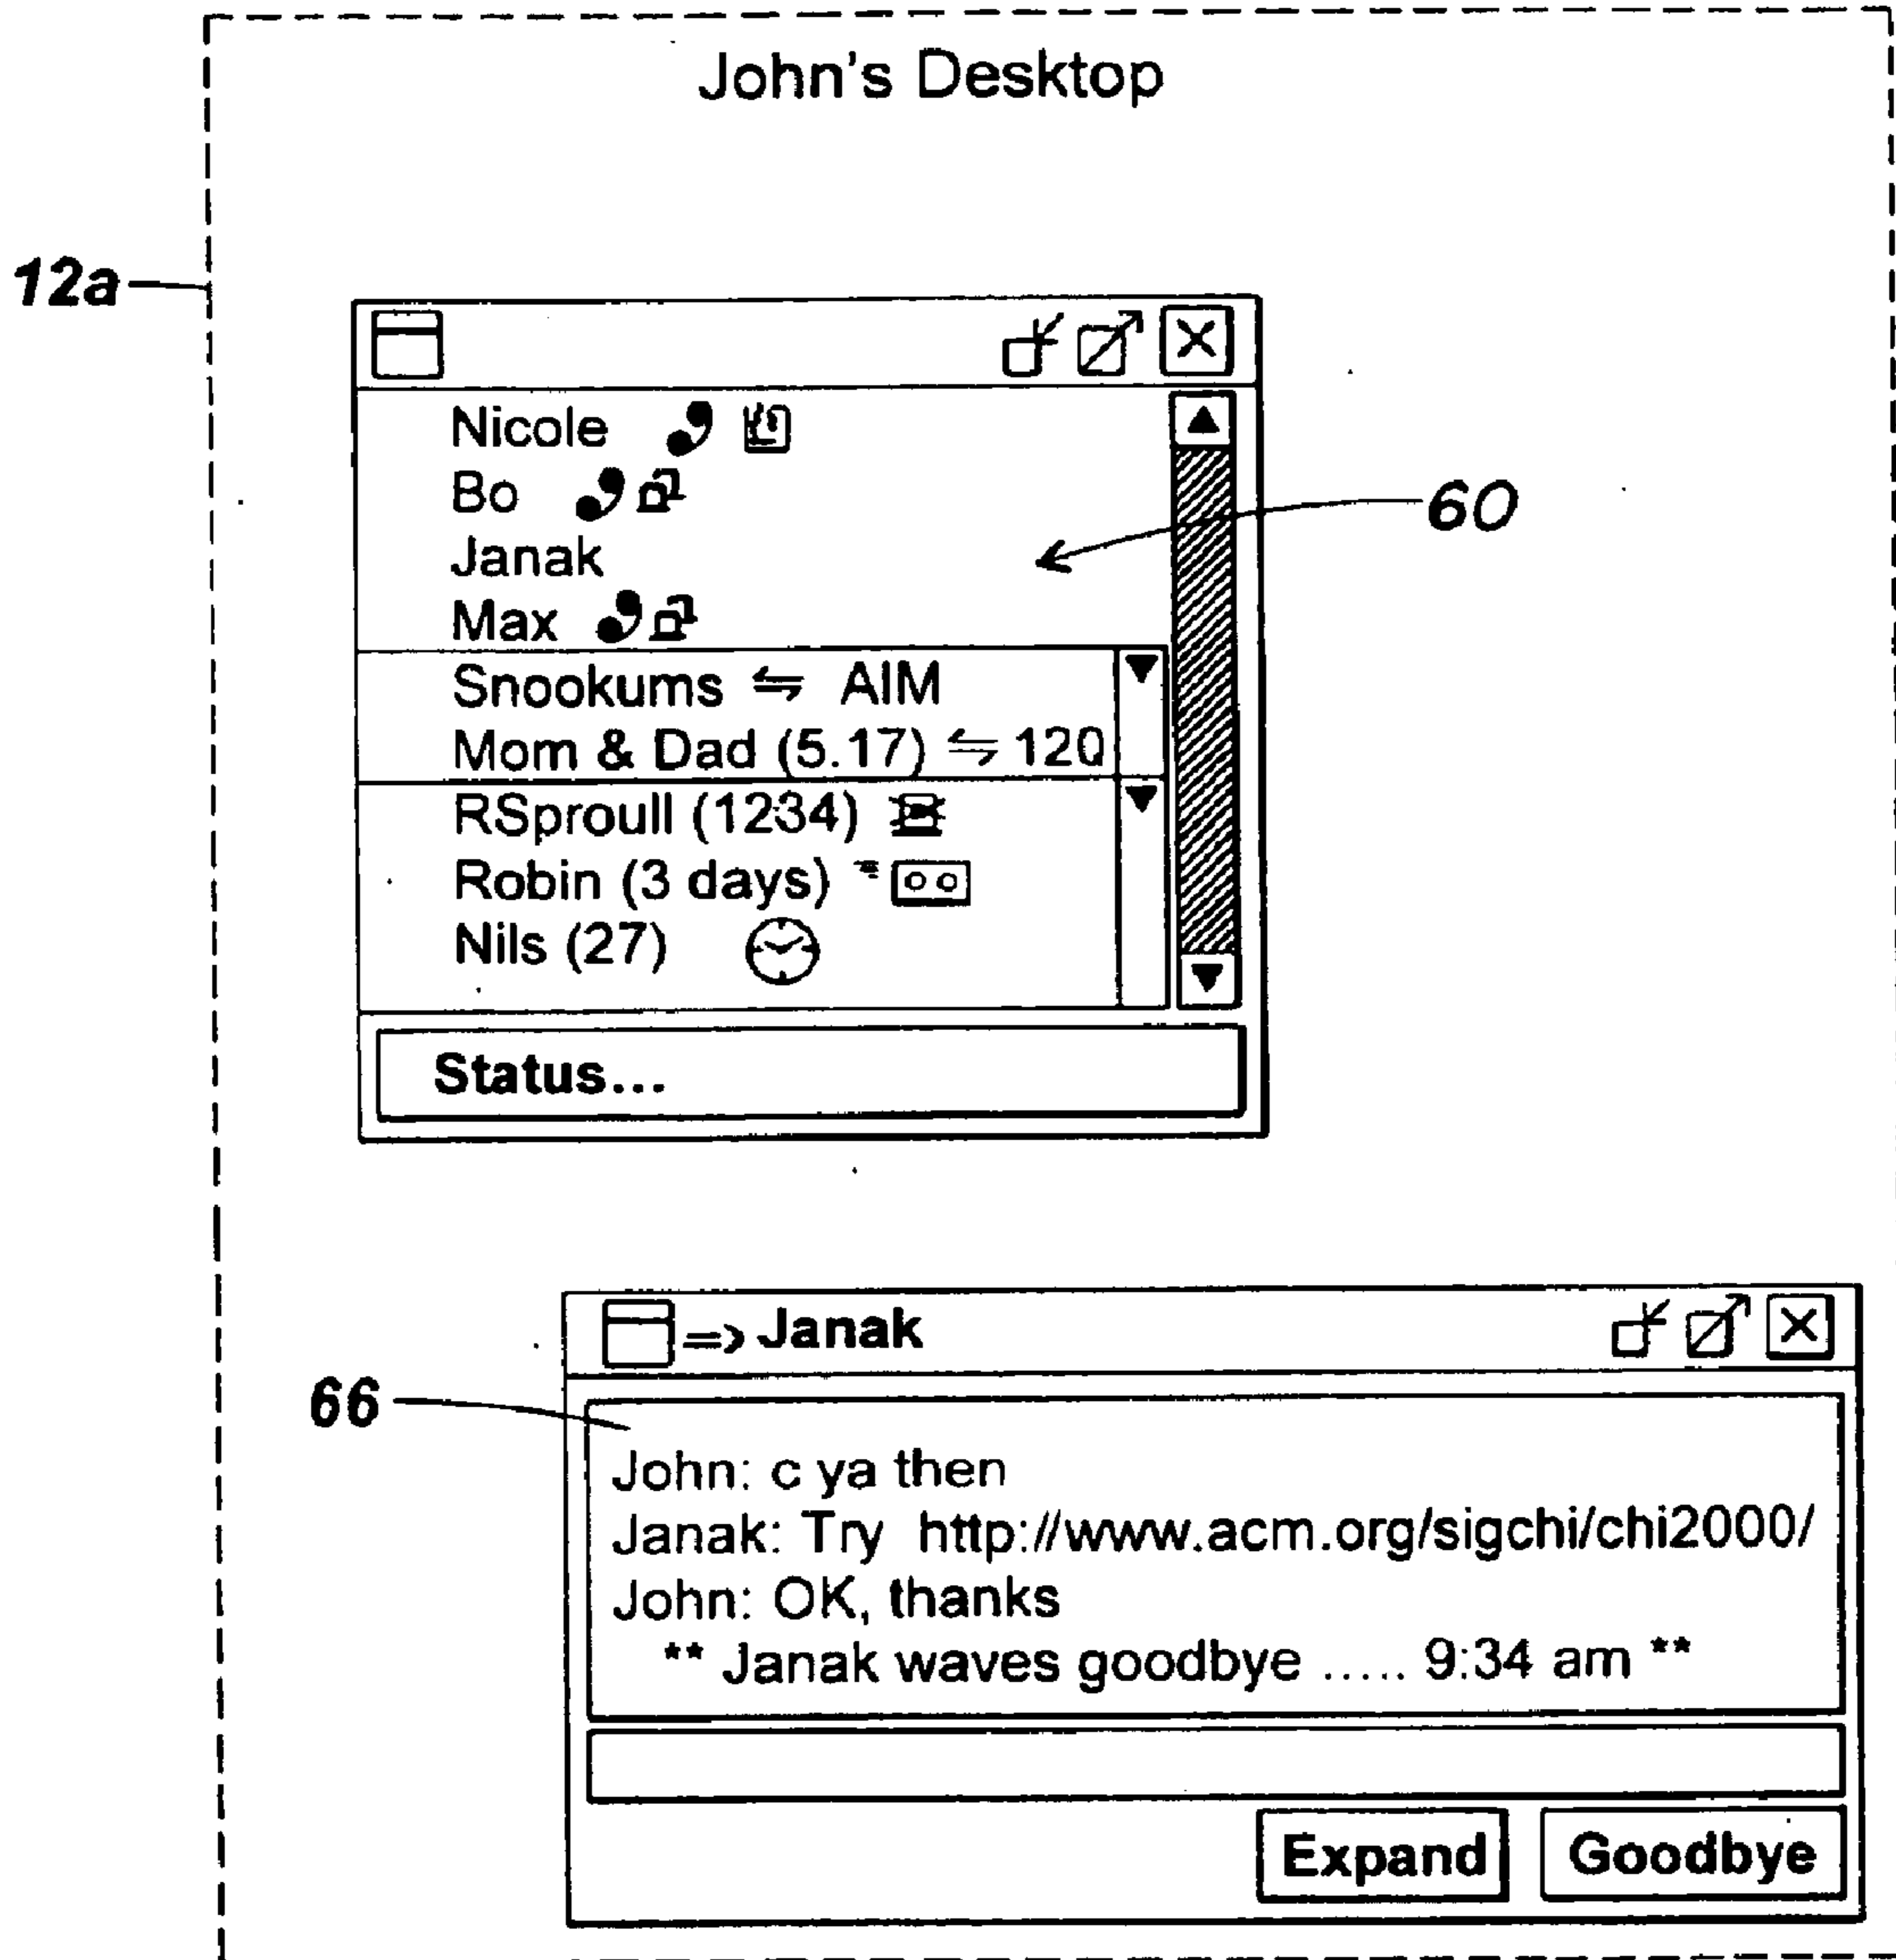 John's Desktop
12a
Nicole
Bo
60
Janak
Max
Snookums ⇋ AIM
Mom & Dad (5.17) ⇋ 120
RSproull (1234)
Robin (3 days)
Nils (27)
Status...
=> Janak
66
John: c ya then
Janak: Try http://www.acm.org/sigchi/chi2000/
John: OK, thanks
** Janak waves goodbye ..... 9:34 am **
Expand Goodbye